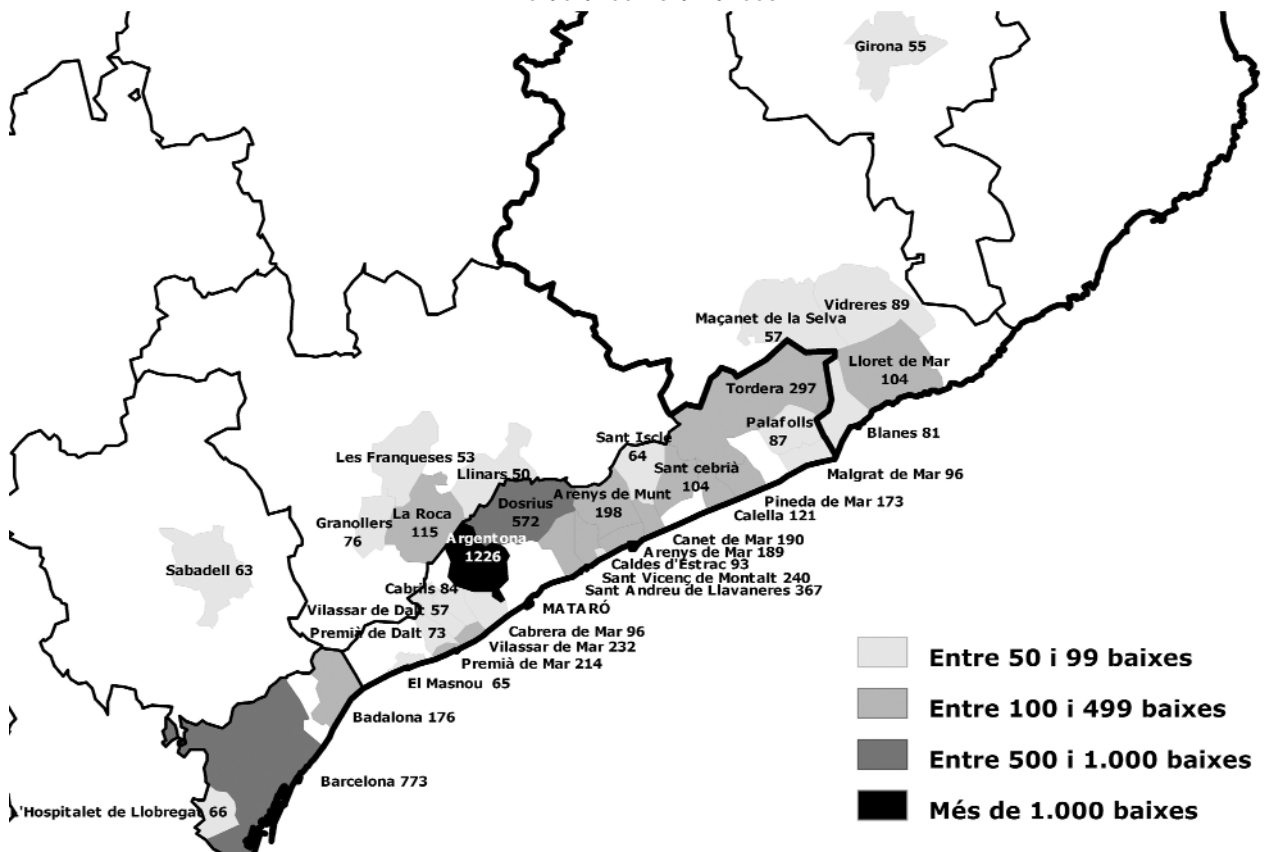 Girona 55
Vidreres 89
Maçanet de la Selva
57
Lloret de Mar
104
Tordera 297
Palafolls
87
Blanes 81
Sant Iscle
64
Les Franqueses 53
Llinars 50
Sant cebrià
104
Malgrat de Mar 96
Arenys de Munt
198
Dosrius
572
Pineda de Mar 173
La Roca
115
Calella 121
Granollers
76
Argentona
1226
Canet de Mar 190
Arenys de Mar 189
Caldes d'Estrac 93
Sabadell 63
Sant Vicenç de Montalt 240
Cabrils 84
Sant Andreu de Llavaneres 367
Vilassar de Dalt 57
MATARÓ
Premià de Dalt 73
Cabrera de Mar 96
Vilassar de Mar 232
Premià de Mar 214
El Masnou 65
Badalona 176
Barcelona 773
'Hospitalet de Llobregat 66
Entre 50 i 99 baixes
Entre 100 i 499 baixes
Entre 500 i 1.000 baixes
Més de 1.000 baixes